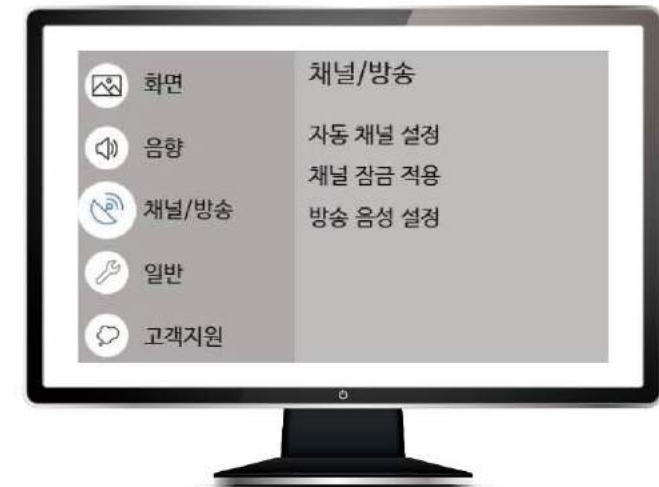 화면
음향
채널/방송
일반
고객지원
채널/방송
자동 채널 설정
채널 잠금 적용
방송 음성 설정